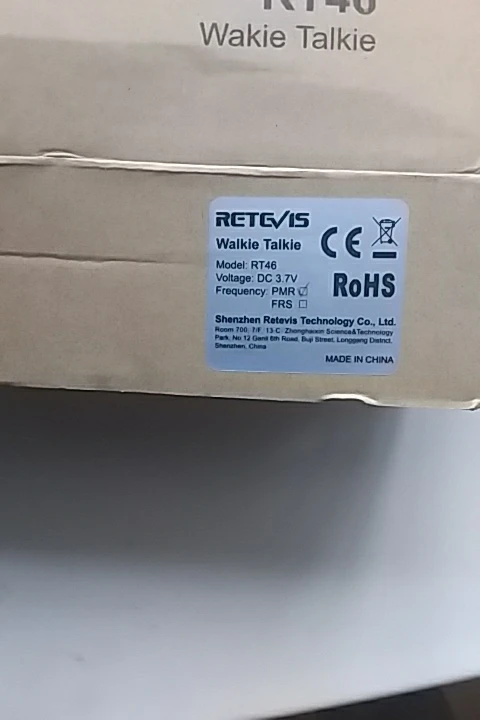 RT46
Wakie Talkie
RETEVIS
Walkie Talkie
Model: RT46
Voltage: DC 3.7V
Frequency: PMR ☑
FRS ☐
CE
RoHS
Shenzhen Retevis Technology Co., Ltd.
Room 700, 7/F, 13-C, Zhonghaixin Science&Technology
Park, No.12 Ganli 6th Road, Buji Street, Longgang District,
Shenzhen, China
MADE IN CHINA